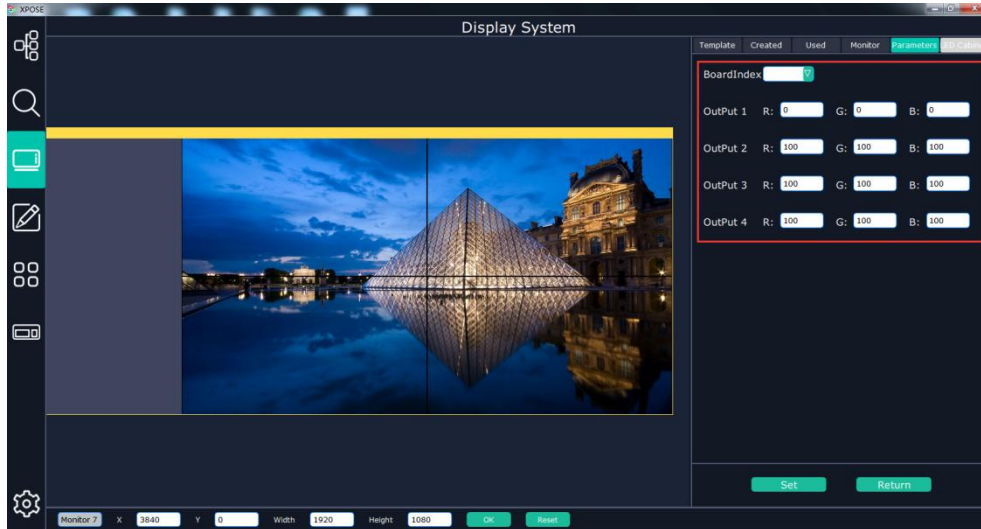 XPOSE
Display System
Template Created Used Monitor Parameters LED Cabin
BoardIndex
OutPut 1 R: 0 G: 0 B: 0
OutPut 2 R: 100 G: 100 B: 100
OutPut 3 R: 100 G: 100 B: 100
OutPut 4 R: 100 G: 100 B: 100
Set Return
Monitor 7 X 3840 Y 0 Width 1920 Height 1080 OK Reset